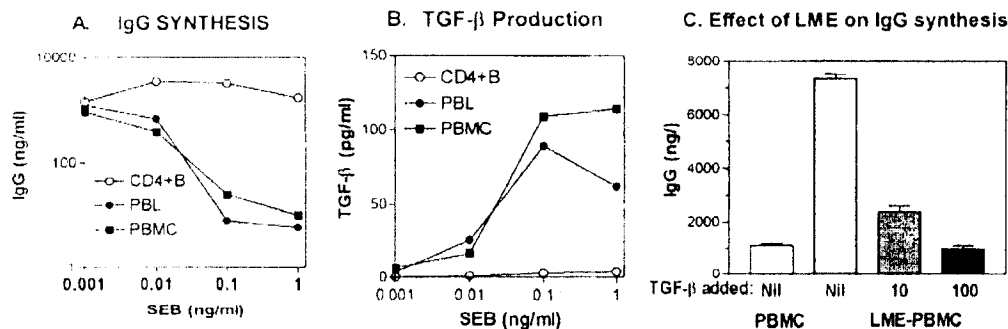 A. IgG SYNTHESIS
IgG (ng/ml)
10000
100
1
CD4+B
PBL
PBMC
0.001 0.01 0.1 1
SEB (ng/ml)
B. TGF-β Production
TGF-β (pg/ml)
150
100
50
0
CD4+B
PBL
PBMC
0.001 0.01 0.1 1
SEB (ng/ml)
C. Effect of LME on IgG synthesis
IgG (ng/)
8000
6000
4000
2000
0
TGF-β added: Nil Nil 10 100
PBMC LME-PBMC